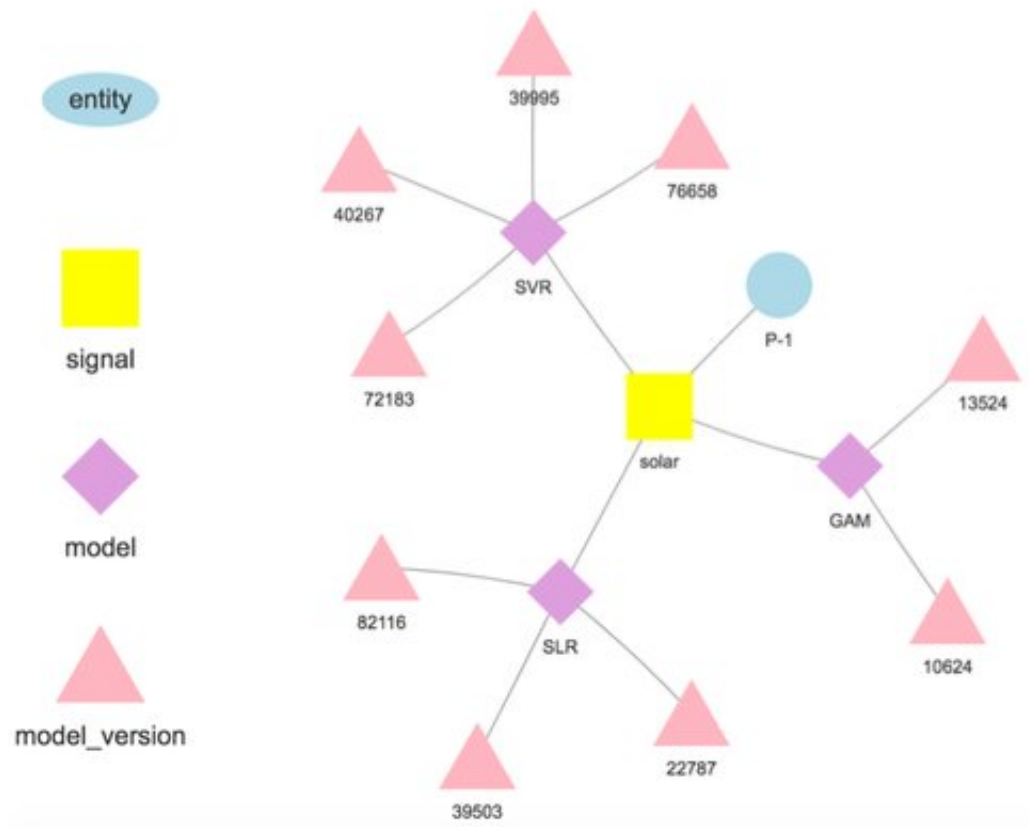 entity
signal
model
model_version
39995
76658
40267
SVR
P-1
72183
13524
solar
GAM
82116
SLR
10624
22787
39503